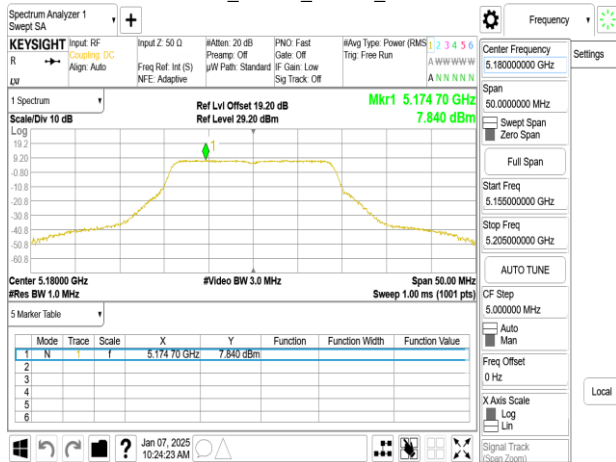 Spectrum Analyzer 1
Swept SA
+
Frequency
KEYSIGHT
R
LXI
Input: RF
Coupling: DC
Align: Auto
Input Z: 50 Ω
Freq Ref: Int (S)
NFE: Adaptive
#Atten: 20 dB
Preamp: Off
µW Path: Standard
PNO: Fast
Gate: Off
IF Gain: Low
Sig Track: Off
#Avg Type: Power (RMS
Trig: Free Run
1 2 3 4 5 6
A W W W W W
A N N N N N
1 Spectrum
Scale/Div 10 dB
Ref Lvl Offset 19.20 dB
Ref Level 29.20 dBm
Mkr1 5.174 70 GHz
7.840 dBm
Log
19.2
9.20
-0.80
-10.8
-20.8
-30.8
-40.8
-50.8
-60.8
1
Center 5.18000 GHz
#Video BW 3.0 MHz
Span 50.00 MHz
#Res BW 1.0 MHz
Sweep 1.00 ms (1001 pts)
5 Marker Table
Mode Trace Scale X Y Function Function Width Function Value
1 N 1 f 5.174 70 GHz 7.840 dBm
2
3
4
5
6
Jan 07, 2025
10:24:23 AM
?
Center Frequency
5.180000000 GHz
Settings
Span
50.0000000 MHz
Swept Span
Zero Span
Full Span
Start Freq
5.155000000 GHz
Stop Freq
5.205000000 GHz
AUTO TUNE
CF Step
5.000000 MHz
Auto
Man
Freq Offset
0 Hz
X Axis Scale
Log
Lin
Local
Signal Track
(Span Zoom)